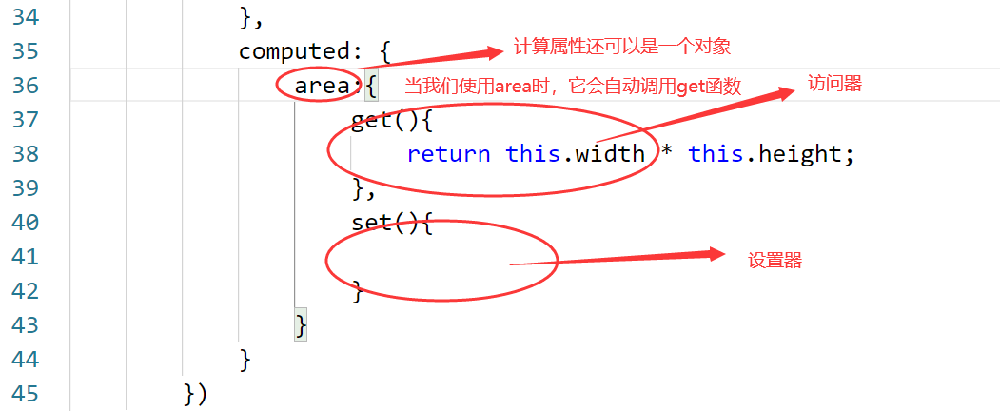 34 },
35 computed: { 计算属性还可以是一个对象
36 area:{ 当我们使用area时，它会自动调用get函数 访问器
37 get(){
38 return this.width * this.height;
39 },
40 set(){
41 设置器
42 }
43 }
44 }
45 })